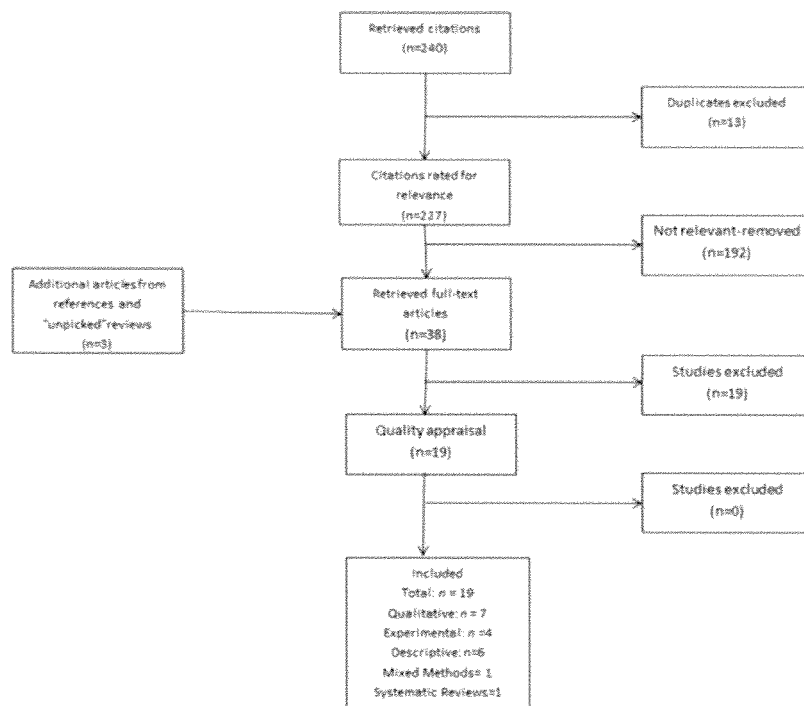 Retrieved citations
(n=240)
Duplicates excluded
(n=13)
Citations rated for
relevance
(n=227)
Not relevant-removed
(n=192)
Additional articles from
references and
"unpicked" reviews
(n=3)
Retrieved full-text
articles
(n=38)
Studies excluded
(n=19)
Quality appraisal
(n=19)
Studies excluded
(n=0)
Included
Total: n = 19
Qualitative: n = 7
Experimental: n =4
Descriptive: n=6
Mixed Methods= 1
Systematic Reviews=1